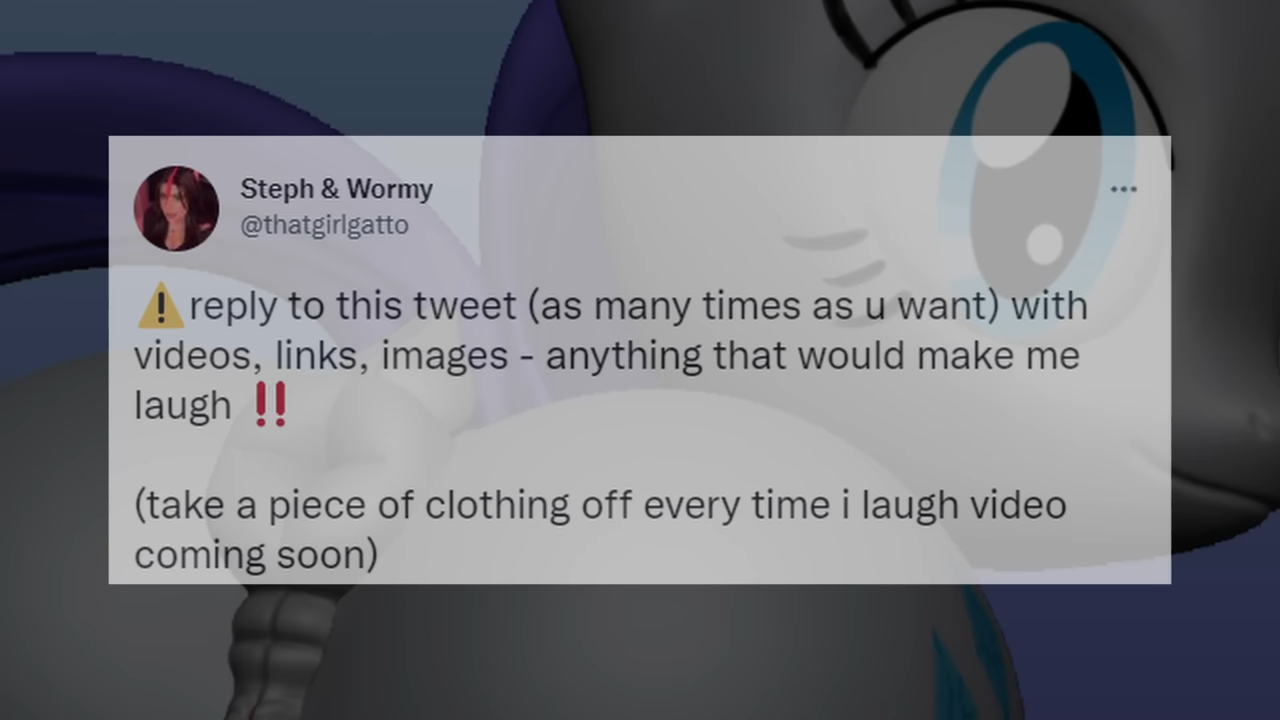 Steph & Wormy
@thatgirlgatto
⚠️reply to this tweet (as many times as u want) with
videos, links, images - anything that would make me
laugh ‼️
(take a piece of clothing off every time i laugh video
coming soon)